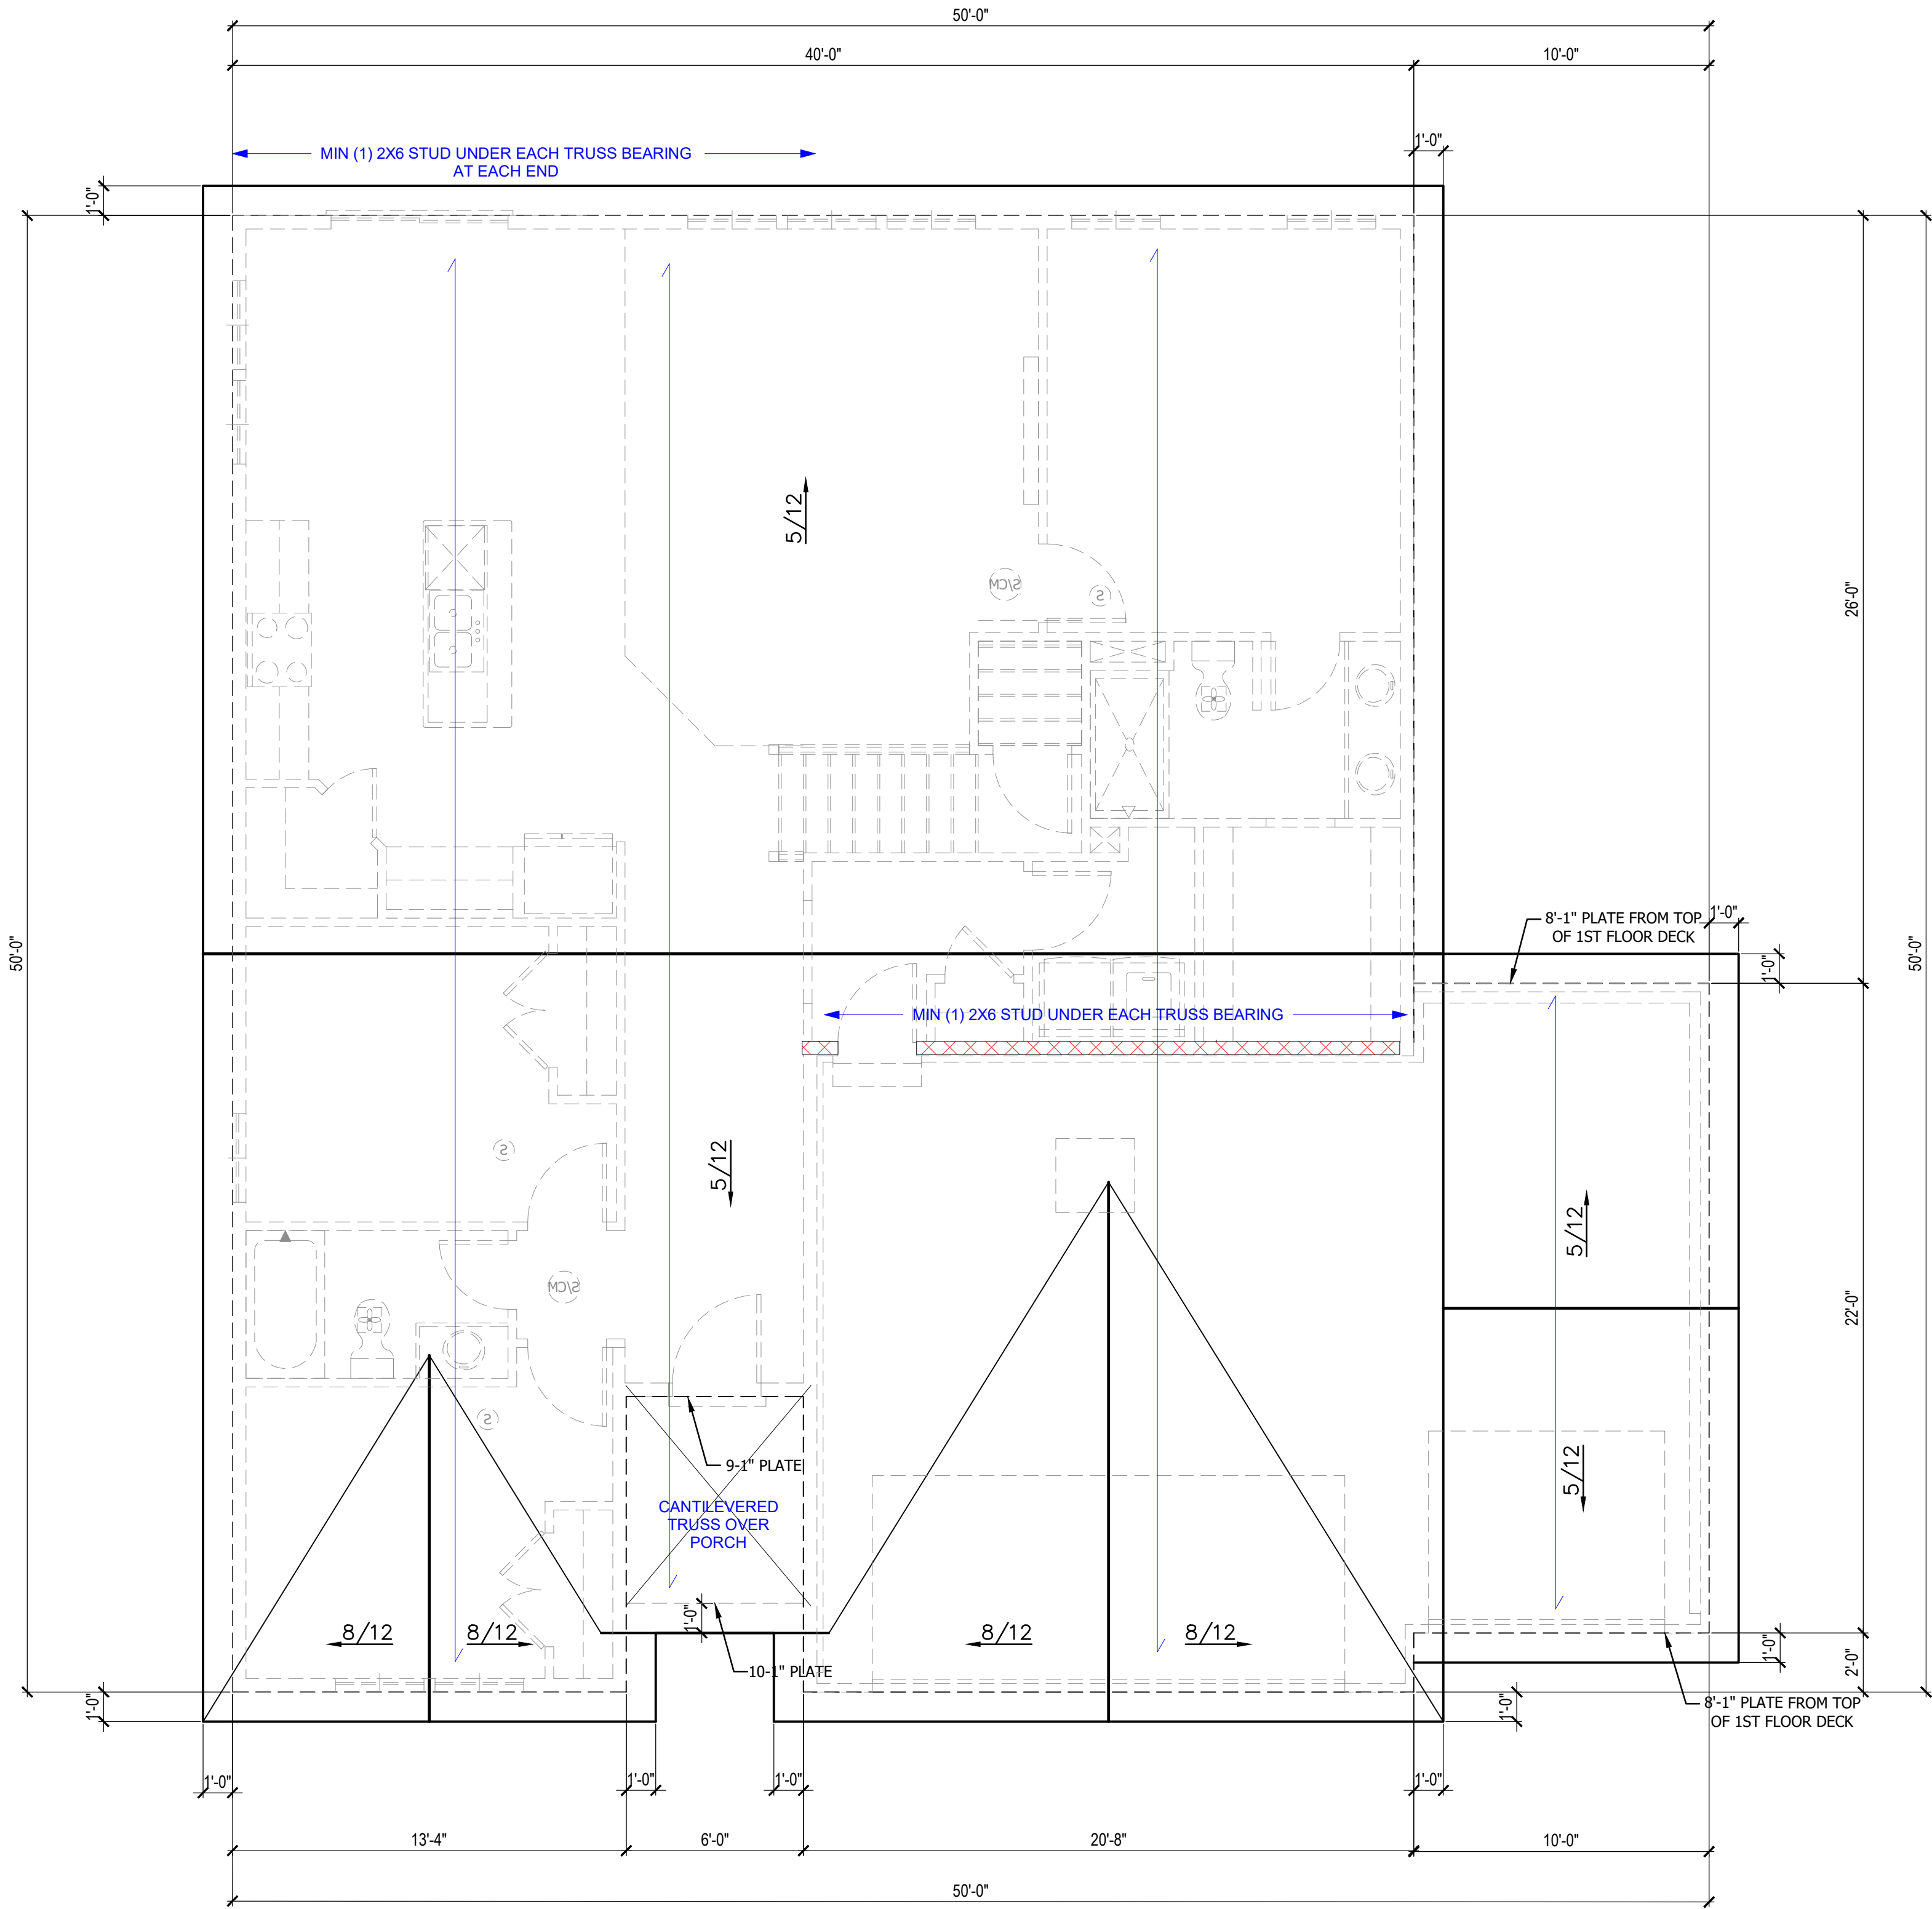 50'-0"
40'-0"
10'-0"
1'-0"
MIN (1) 2X6 STUD UNDER EACH TRUSS BEARING
AT EACH END
1'-0"
5/12
26'-0"
S/CM
S
50'-0"
50'-0"
8'-1" PLATE FROM TOP
OF 1ST FLOOR DECK
1'-0"
1'-0"
MIN (1) 2X6 STUD UNDER EACH TRUSS BEARING
S
5/12
5/12
S/CM
22'-0"
S
9-1" PLATE
5/12
CANTILEVERED
TRUSS OVER
PORCH
1'-0"
8/12
8/12
8/12
8/12
10-1" PLATE
1'-0"
2'-0"
8'-1" PLATE FROM TOP
OF 1ST FLOOR DECK
1'-0"
1'-0"
1'-0"
1'-0"
1'-0"
1'-0"
13'-4"
6'-0"
20'-8"
10'-0"
50'-0"